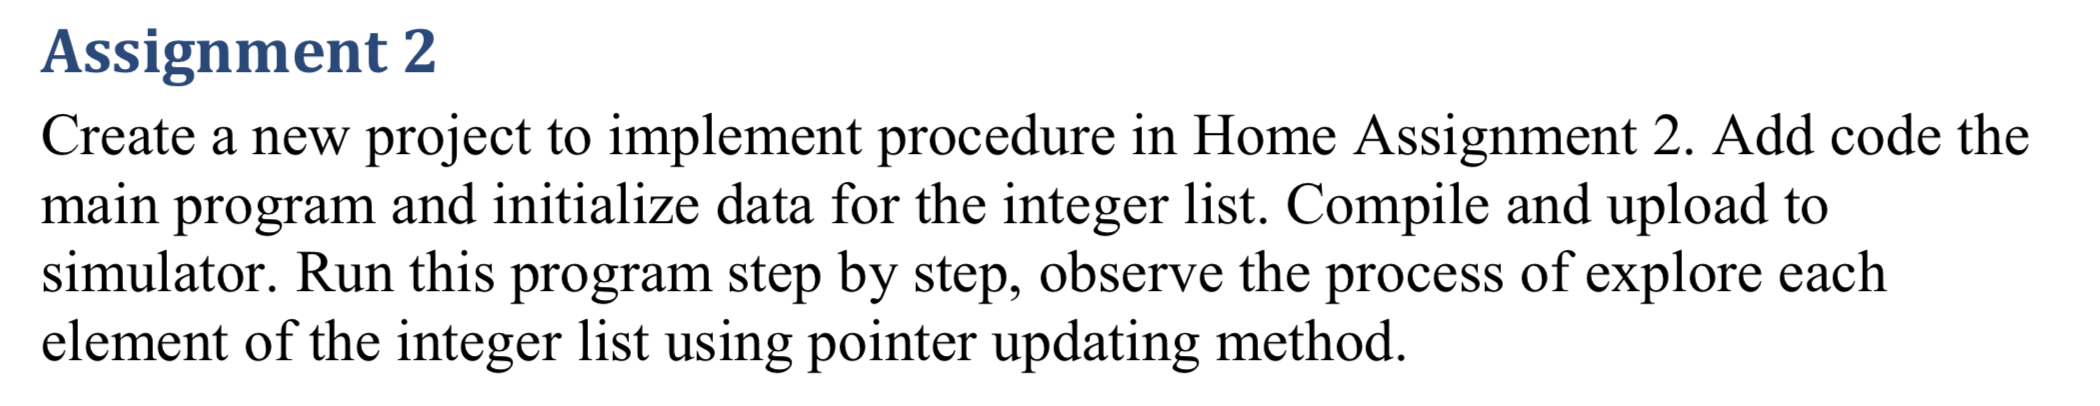 Assignment 2
Create a new project to implement procedure in Home Assignment 2. Add code the
main program and initialize data for the integer list. Compile and upload to
simulator. Run this program step by step, observe the process of explore each
element of the integer list using pointer updating method.